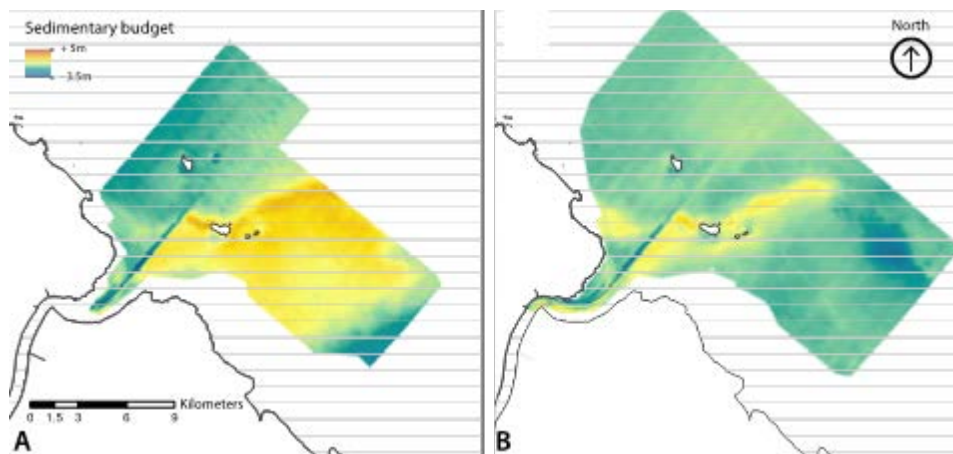 Sedimentary budget
+ 5m
- 3.5m
North
Kilometers
0 1.5 3 6 9
A
B